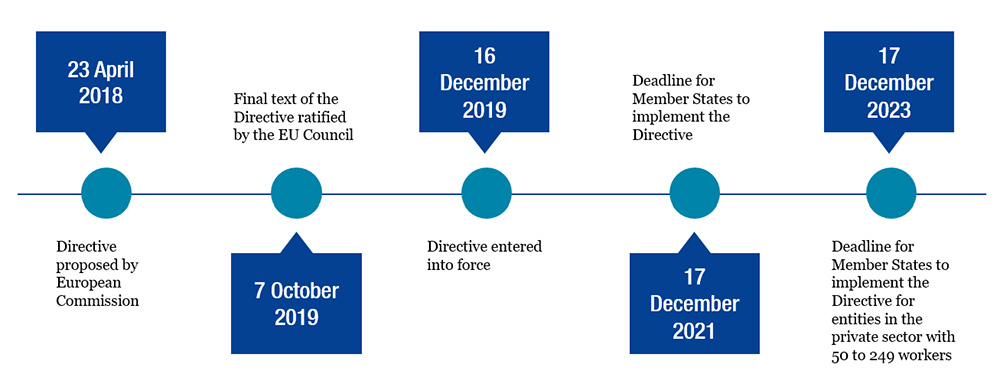 23 April
2018
Directive
proposed by
European
Commission
Final text of the
Directive ratified
by the EU Council
7 October
2019
16
December
2019
Directive entered
into force
Deadline for
Member States to
implement the
Directive
17
December
2021
17
December
2023
Deadline for
Member States to
implement the
Directive for
entities in the
private sector with
50 to 249 workers